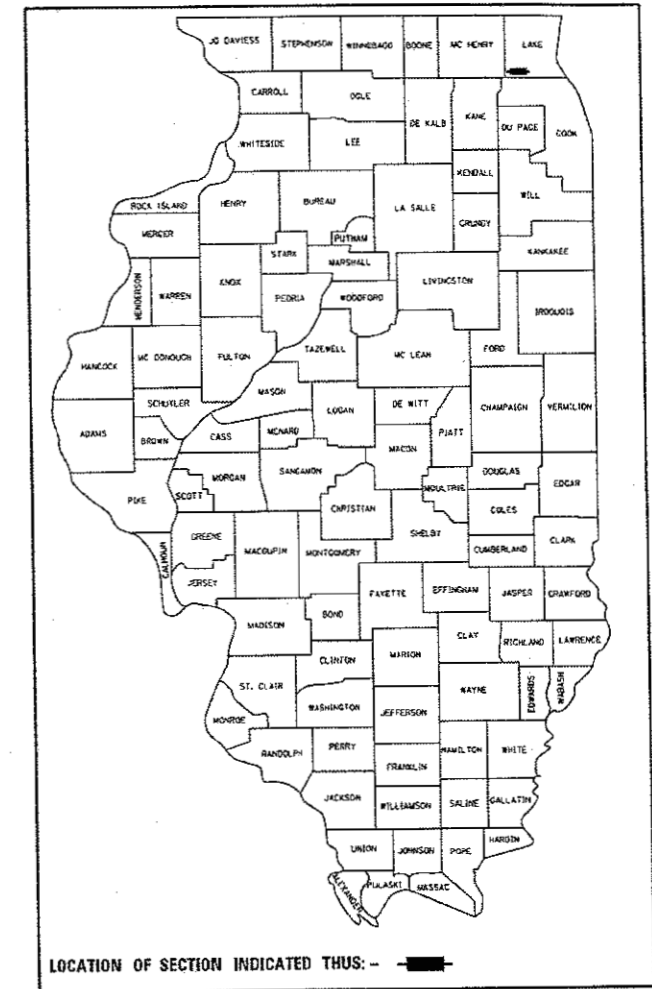 JO DAVIESS STEPHENSON WINNEBAGO BOONE MC HENRY LAKE
CARROLL OGLE DE KALB KANE DU PAGE COOK
WHITESIDE LEE
KENDALL
ROCK ISLAND HENRY BUREAU LA SALLE GRUNDY WILL
MERCER PUTNAM KANKAKEE
STARK MARSHALL
HENDERSON WARREN KNOX PEORIA WOODFORD LIVINGSTON IROQUOIS
HANCOCK MC DONOUGH FULTON TAZEWELL MC LEAN FORD
MASON
SCHUYLER LOGAN DE WITT CHAMPAIGN VERMILION
ADAMS BROWN CASS MENARD MACON PIATT
MORGAN SANGAMON DOUGLAS EDGAR
PIKE SCOTT CHRISTIAN MOULTRIE COLES
GREENE MACOUPIN MONTGOMERY SHELBY CUMBERLAND CLARK
CALHOUN JERSEY
FAYETTE EFFINGHAM JASPER CRAWFORD
MADISON BOND CLAY RICHLAND LAWRENCE
CLINTON MARION
ST. CLAIR WAYNE EDWARDS WABASH
MONROE WASHINGTON JEFFERSON
RANDOLPH PERRY HAMILTON WHITE
FRANKLIN
JACKSON WILLIAMSON SALINE GALLATIN
UNION JOHNSON POPE HARDIN
ALEXANDER PULASKI MASSAC
LOCATION OF SECTION INDICATED THUS: -